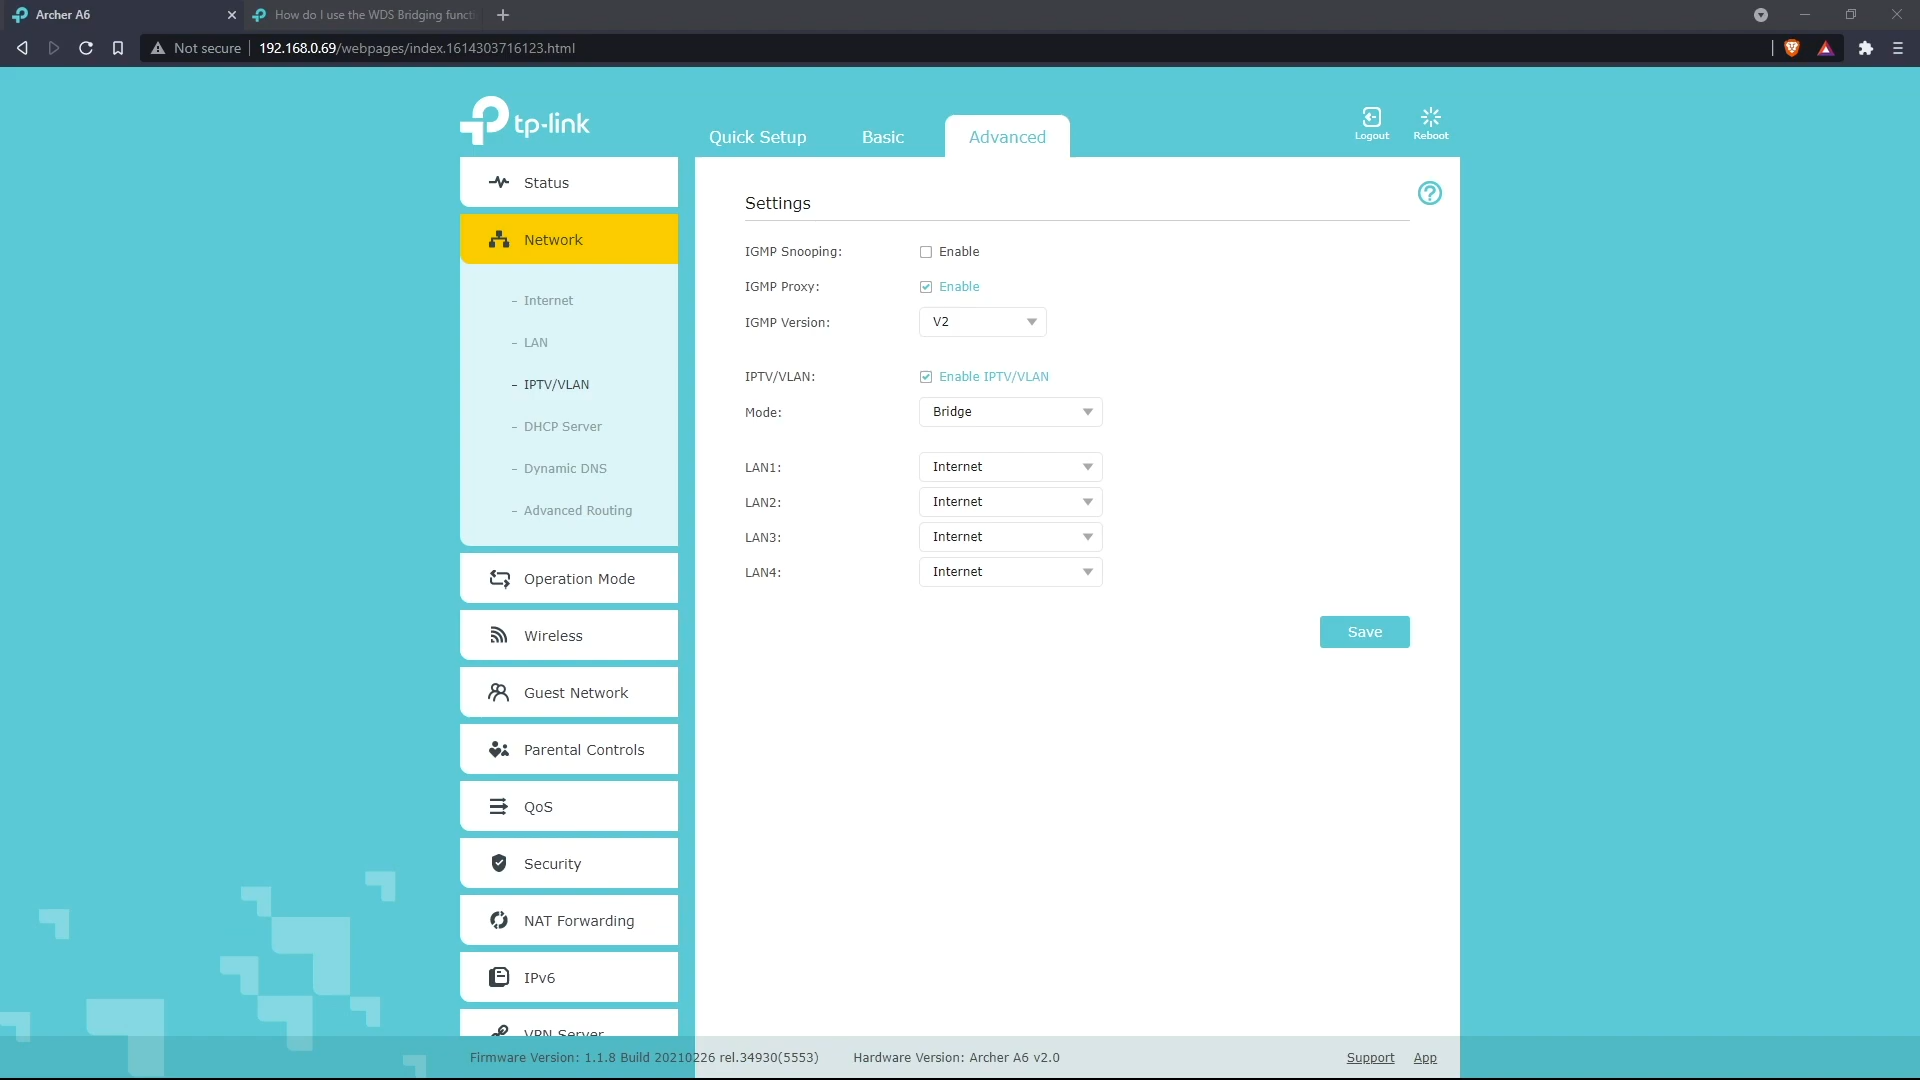 Archer A6
How do I use the WDS Bridging funct
Not secure
192.168.0.69/webpages/index.1614303716123.html
tp-link
Quick Setup
Basic
Advanced
Logout
Reboot
Status
Network
– Internet
– LAN
– IPTV/VLAN
– DHCP Server
– Dynamic DNS
– Advanced Routing
Operation Mode
Wireless
Guest Network
Parental Controls
QoS
Security
NAT Forwarding
IPv6
VPN Server
Settings
IGMP Snooping: Enable
IGMP Proxy: Enable
IGMP Version: V2
IPTV/VLAN: Enable IPTV/VLAN
Mode: Bridge
LAN1: Internet
LAN2: Internet
LAN3: Internet
LAN4: Internet
Save
Firmware Version: 1.1.8 Build 20210226 rel.34930(5553) Hardware Version: Archer A6 v2.0 Support App